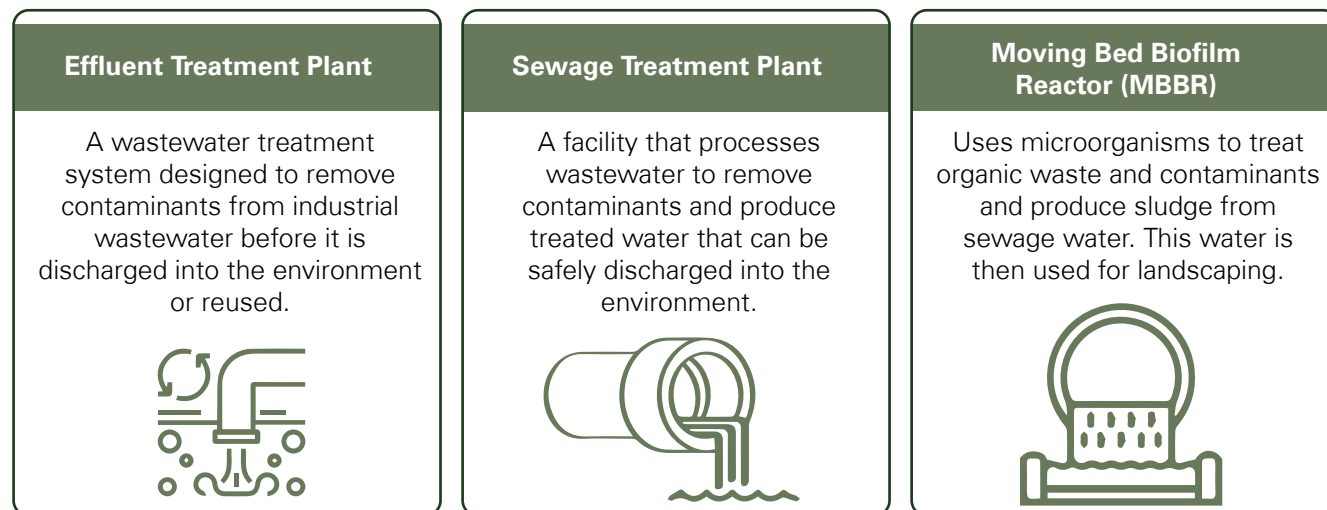 Effluent Treatment Plant
A wastewater treatment
system designed to remove
contaminants from industrial
wastewater before it is
discharged into the environment
or reused.
Sewage Treatment Plant
A facility that processes
wastewater to remove
contaminants and produce
treated water that can be
safely discharged into the
environment.
Moving Bed Biofilm
Reactor (MBBR)
Uses microorganisms to treat
organic waste and contaminants
and produce sludge from
sewage water. This water is
then used for landscaping.